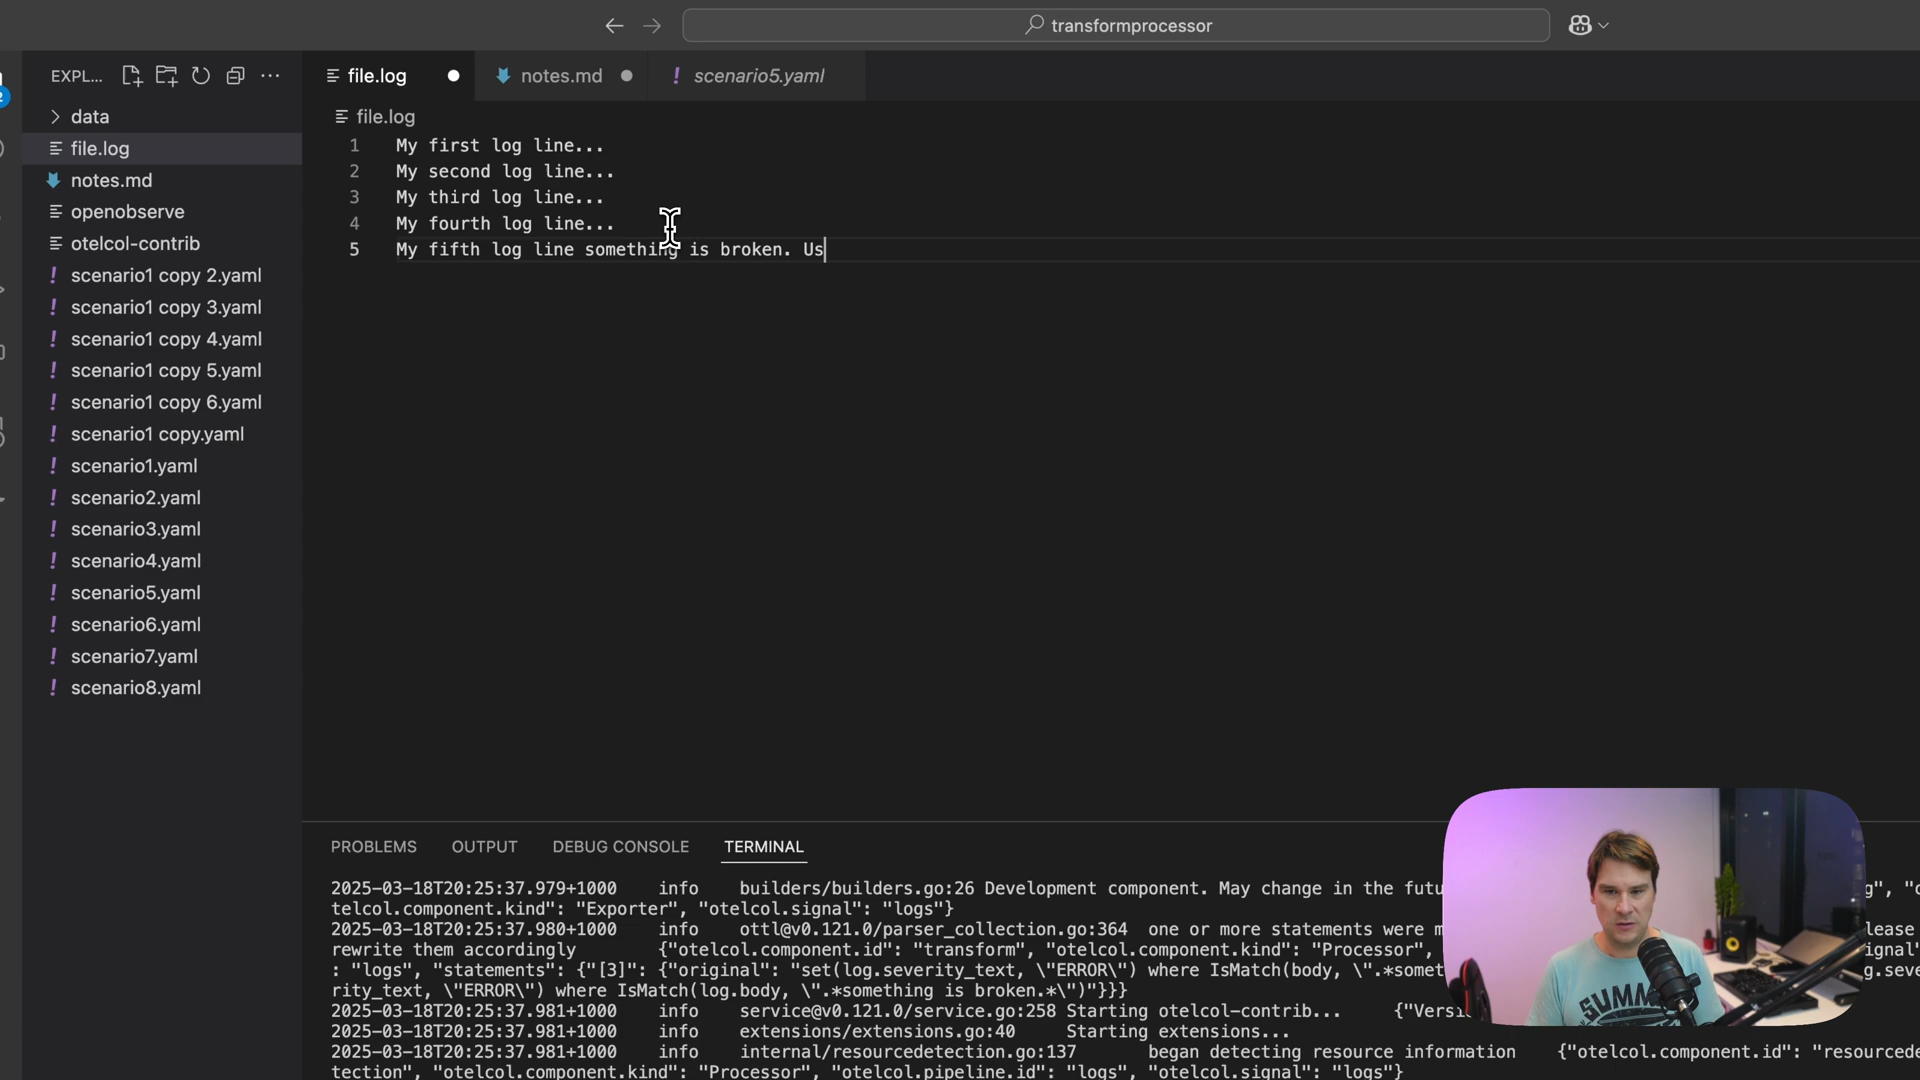 transformprocessor
EXPL...
file.log
notes.md
scenario5.yaml
data
file.log
notes.md
openobserve
otelcol-contrib
scenario1 copy 2.yaml
scenario1 copy 3.yaml
scenario1 copy 4.yaml
scenario1 copy 5.yaml
scenario1 copy 6.yaml
scenario1 copy.yaml
scenario1.yaml
scenario2.yaml
scenario3.yaml
scenario4.yaml
scenario5.yaml
scenario6.yaml
scenario7.yaml
scenario8.yaml
file.log
1 My first log line...
2 My second log line...
3 My third log line...
4 My fourth log line...
5 My fifth log line something is broken. Us
PROBLEMS OUTPUT DEBUG CONSOLE TERMINAL
2025-03-18T20:25:37.979+1000 info builders/builders.go:26 Development component. May change in the futu
telcol.component.kind": "Exporter", "otelcol.signal": "logs"}
2025-03-18T20:25:37.980+1000 info ottl@v0.121.0/parser_collection.go:364 one or more statements were m lease
rewrite them accordingly {"otelcol.component.id": "transform", "otelcol.component.kind": "Processor", ignal"
: "logs", "statements": {"[3]": {"original": "set(log.severity_text, \"ERROR\") where IsMatch(body, \".*somet g.seve
rity_text, \"ERROR\") where IsMatch(log.body, \".*something is broken.*\")"}}}
2025-03-18T20:25:37.981+1000 info service@v0.121.0/service.go:258 Starting otelcol-contrib... {"Versi
2025-03-18T20:25:37.981+1000 info extensions/extensions.go:40 Starting extensions...
2025-03-18T20:25:37.981+1000 info internal/resourcedetection.go:137 began detecting resource information {"otelcol.component.id": "resourcede
tection", "otelcol.component.kind": "Processor", "otelcol.pipeline.id": "logs", "otelcol.signal": "logs"}
SUMM